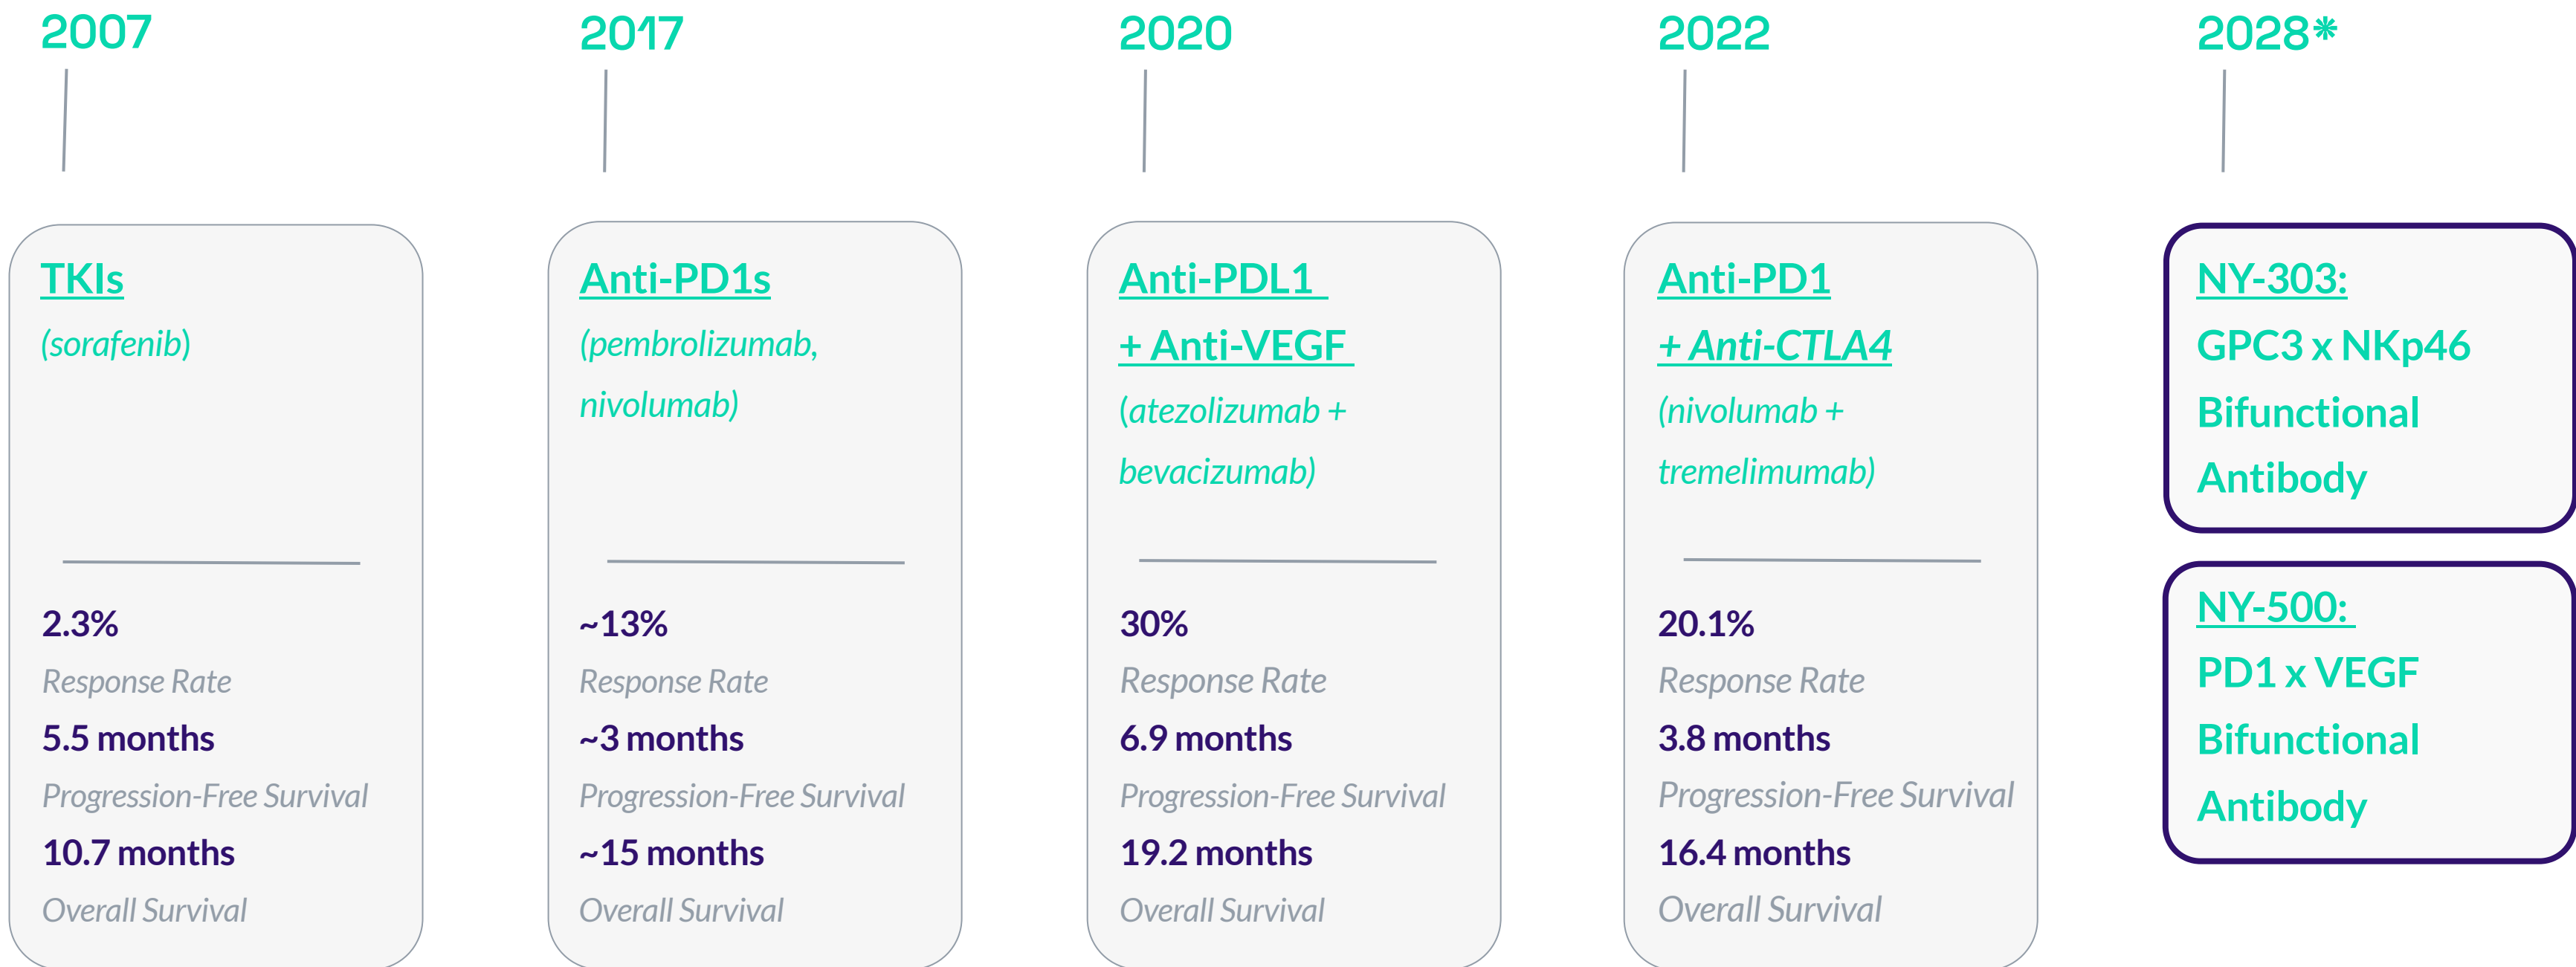 2007
TKIs
(sorafenib)
2.3%
Response Rate
5.5 months
Progression-Free Survival
10.7 months
Overall Survival
2017
Anti-PD1s
(pembrolizumab,
nivolumab)
~13%
Response Rate
~3 months
Progression-Free Survival
~15 months
Overall Survival
2020
Anti-PDL1
+ Anti-VEGF
(atezolizumab +
bevacizumab)
30%
Response Rate
6.9 months
Progression-Free Survival
19.2 months
Overall Survival
2022
Anti-PD1
+ Anti-CTLA4
(nivolumab +
tremelimumab)
20.1%
Response Rate
3.8 months
Progression-Free Survival
16.4 months
Overall Survival
2028*
NY-303:
GPC3 x NKp46
Bifunctional
Antibody
NY-500:
PD1 x VEGF
Bifunctional
Antibody